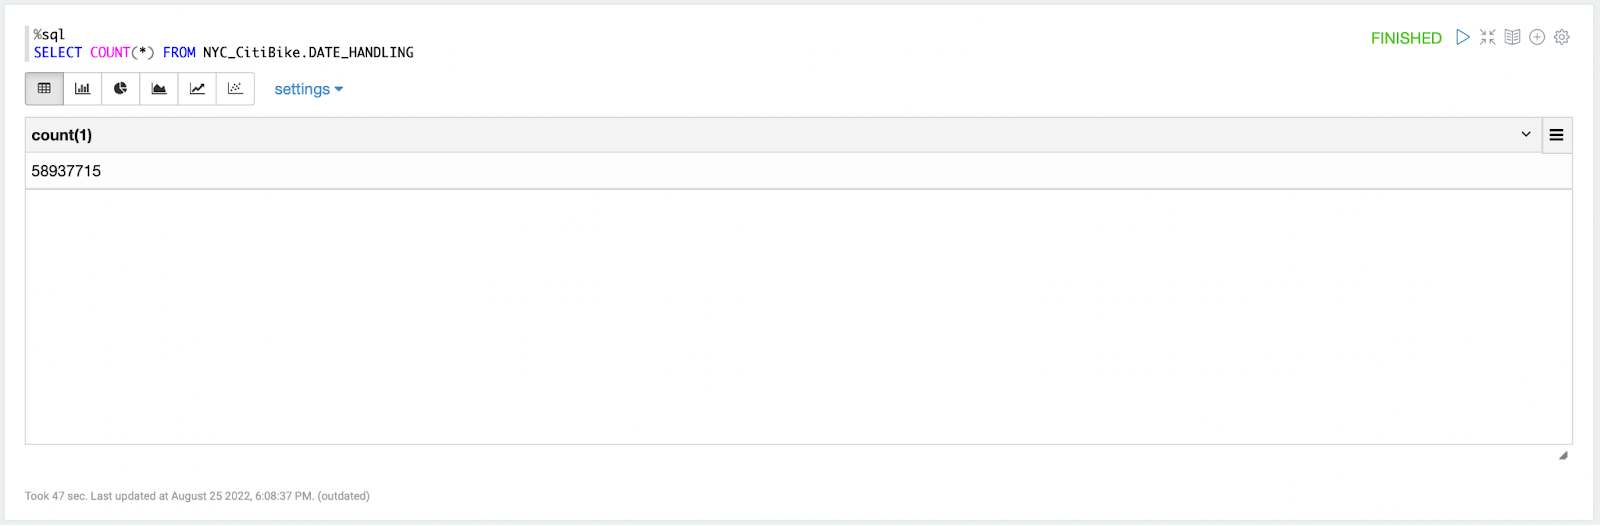 %sql
SELECT COUNT(*) FROM NYC_CitiBike.DATE_HANDLING
FINISHED
settings
count(1)
58937715
Took 47 sec. Last updated at August 25 2022, 6:08:37 PM. (outdated)